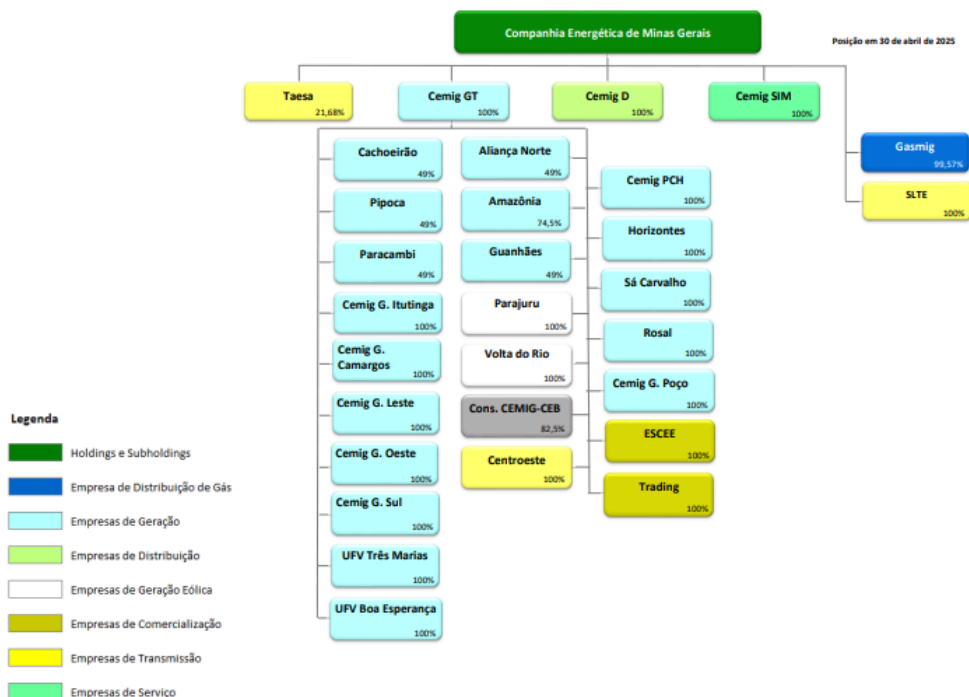 Companhia Energética de Minas Gerais
Posição em 30 de abril de 2025
Taesa
21,68%
Cemig GT
100%
Cemig D
100%
Cemig SIM
100%
Gasmig
99,57%
SLTE
100%
Cachoeirão
49%
Pipoca
49%
Paracambi
49%
Cemig G. Itutinga
100%
Cemig G.
Camargos
100%
Cemig G. Leste
100%
Cemig G. Oeste
100%
Cemig G. Sul
100%
UFV Três Marias
100%
UFV Boa Esperança
100%
Aliança Norte
49%
Amazônia
74,5%
Guanhães
49%
Parajuru
100%
Volta do Rio
100%
Cons. CEMIG-CEB
82,5%
Centroeste
100%
Cemig PCH
100%
Horizontes
100%
Sá Carvalho
100%
Rosal
100%
Cemig G. Poço
100%
ESCEE
100%
Trading
100%
Legenda
Holdings e Subholdings
Empresa de Distribuição de Gás
Empresas de Geração
Empresas de Distribuição
Empresas de Geração Eólica
Empresas de Comercialização
Empresas de Transmissão
Empresas de Serviço